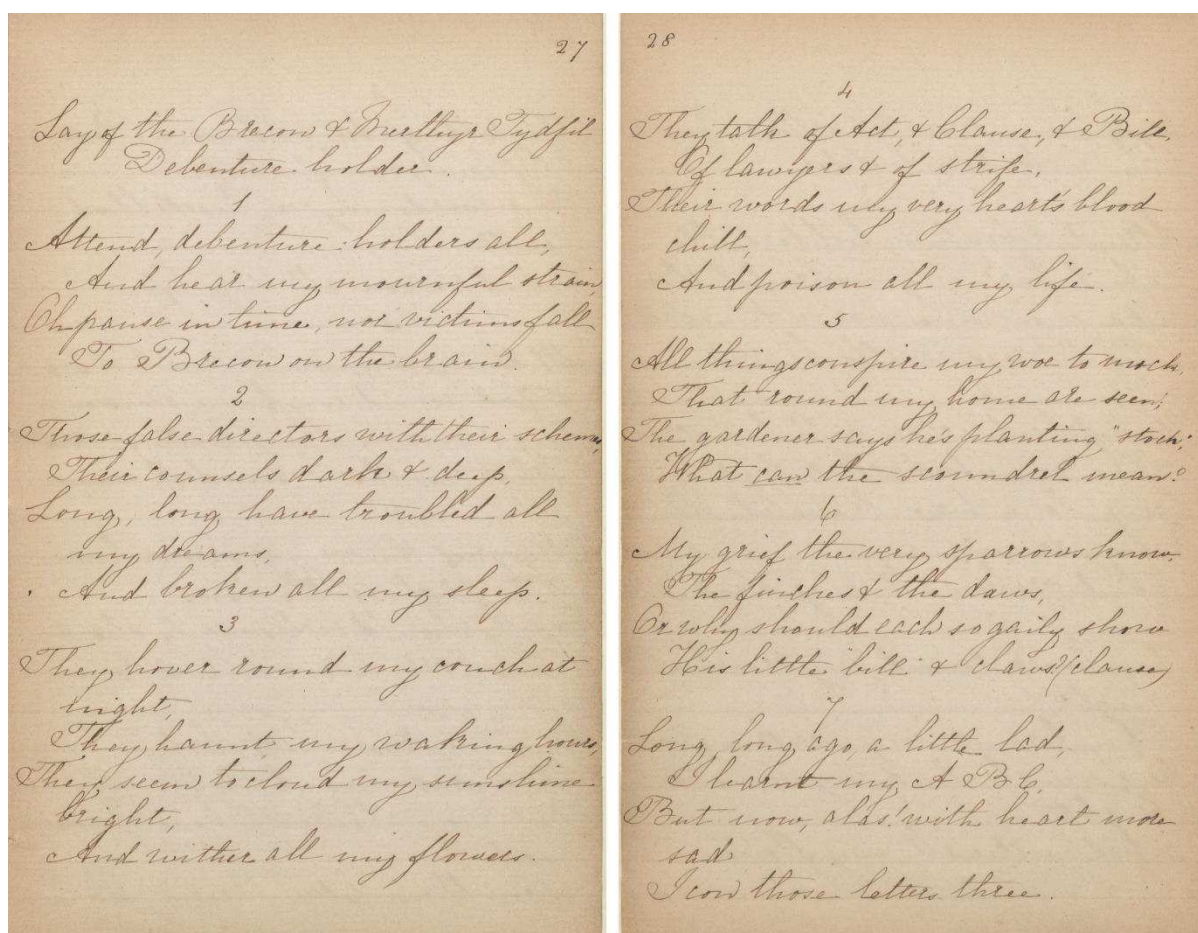 27
Lay of the Brecon & Merthyr Tydfil
Debenture holder.
1
Attend, debenture-holders all,
And hear my mournful strain,
Oh pause in time, nor victims fall
To Brecon on the brain.
2
Those false directors with their schemes,
Their counsels dark & deep,
Long, long have troubled all
my dreams,
And broken all my sleep.
3
They hover round my couch at
night,
They haunt my waking hours,
They seem to cloud my sunshine
bright,
And wither all my flowers.
28
4
They talk of Act, & Clause, & Bill,
Of lawyers & of strife,
Their words my very heart's blood
chill,
And poison all my life.
5
All things conspire my woe to mock,
That round my home are seen;
The gardener says he's planting "stock",
What can the scoundrel mean?
6
My grief the very sparrows know,
The finches & the daws,
Or why should each so gaily show
His little "bill" & claws? (clause)
7
Long, long ago, a little lad,
I learnt my A B C,
But now, alas! with heart more
sad
I con those letters three.